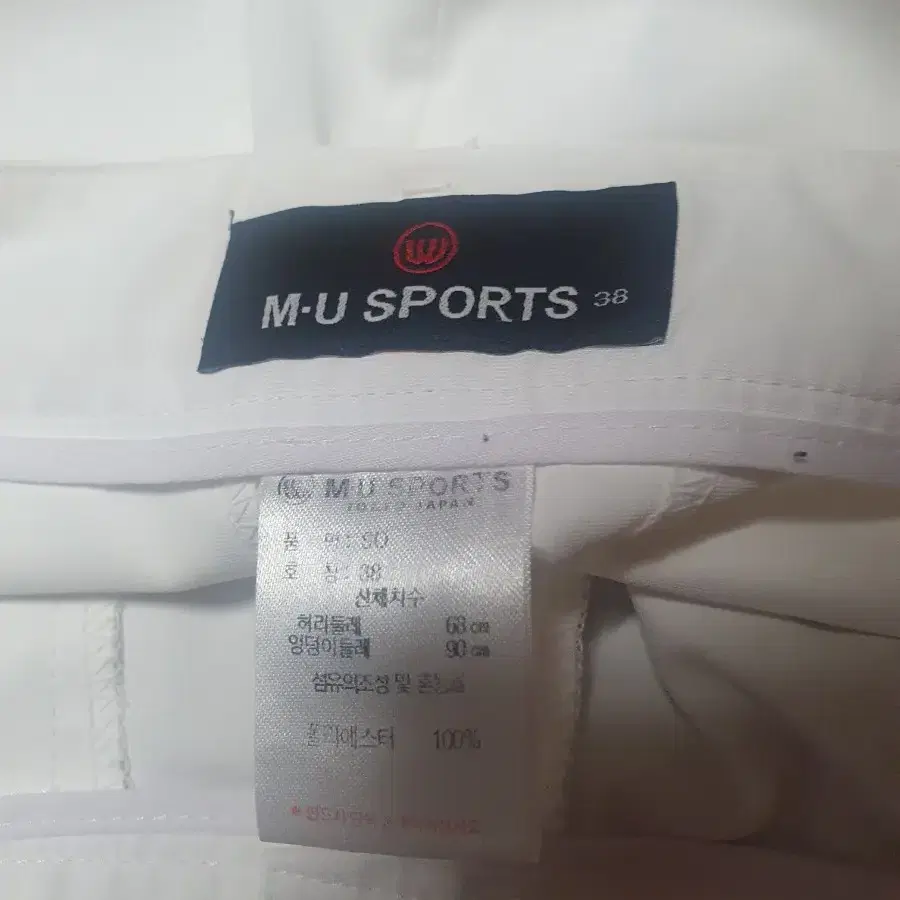 M·U SPORTS 38
M·U SPORTS
TOKYO JAPAN
품 명 : SO
호 칭 : 38
신체치수
허리둘레 68 cm
엉덩이둘레 90 cm
섬유의조성 및 혼용율
폴리에스터 100%